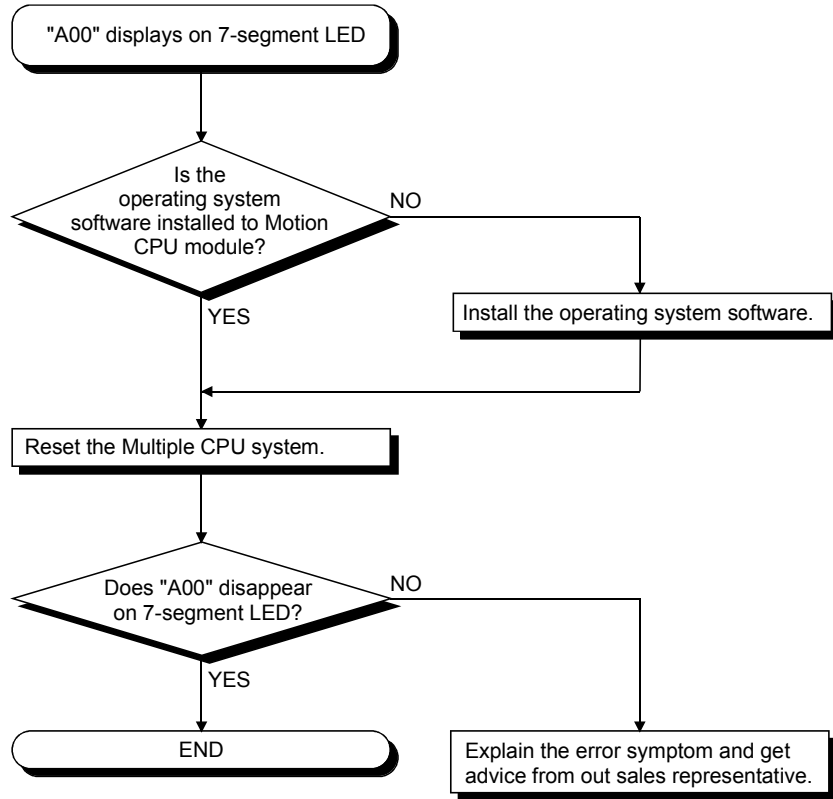 "A00" displays on 7-segment LED
Is the
operating system
software installed to Motion
CPU module?
NO
YES
Install the operating system software.
Reset the Multiple CPU system.
Does "A00" disappear
on 7-segment LED?
NO
YES
END
Explain the error symptom and get
advice from out sales representative.